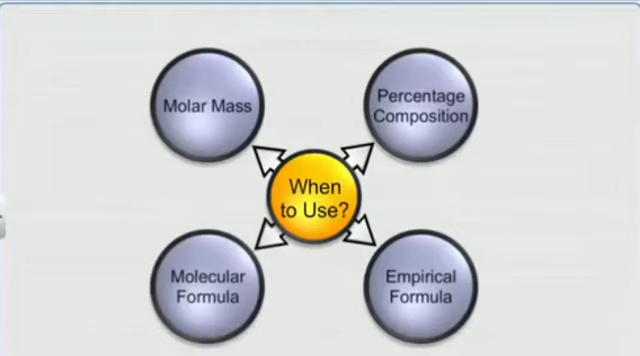 Molar Mass
Percentage
Composition
When
to Use?
Molecular
Formula
Empirical
Formula